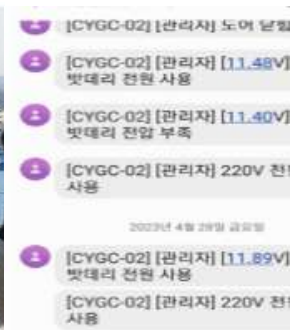 [CYGC-02] [관리자] 도어 닫힘
[CYGC-02] [관리자] [11.48V]
밧데리 전원 사용
[CYGC-02] [관리자] [11.40V]
밧데리 전압 부족
[CYGC-02] [관리자] 220V 전원
사용
2023년 4월 28일 금요일
[CYGC-02] [관리자] [11.89V]
밧데리 전원 사용
[CYGC-02] [관리자] 220V 전원
사용